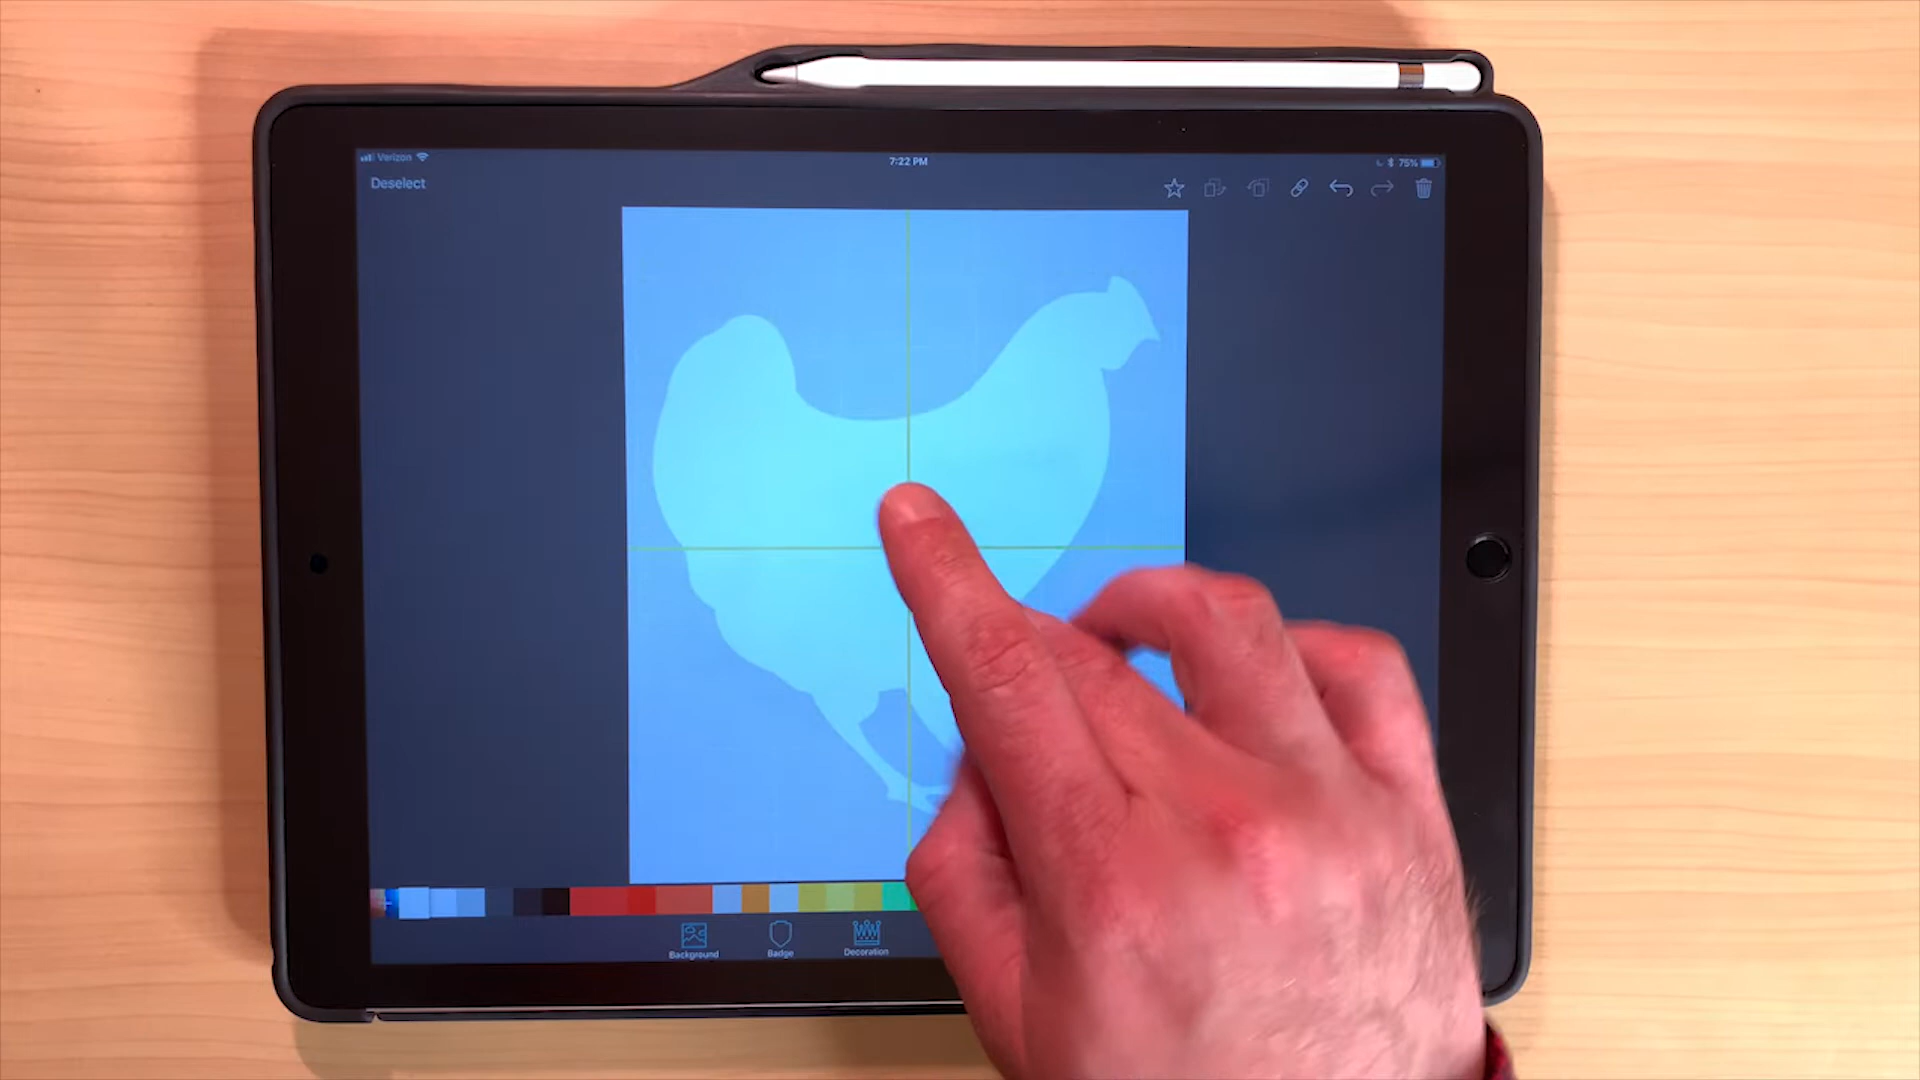 Verizon
7:22 PM
75%
Deselect
Background
Badge
Decoration